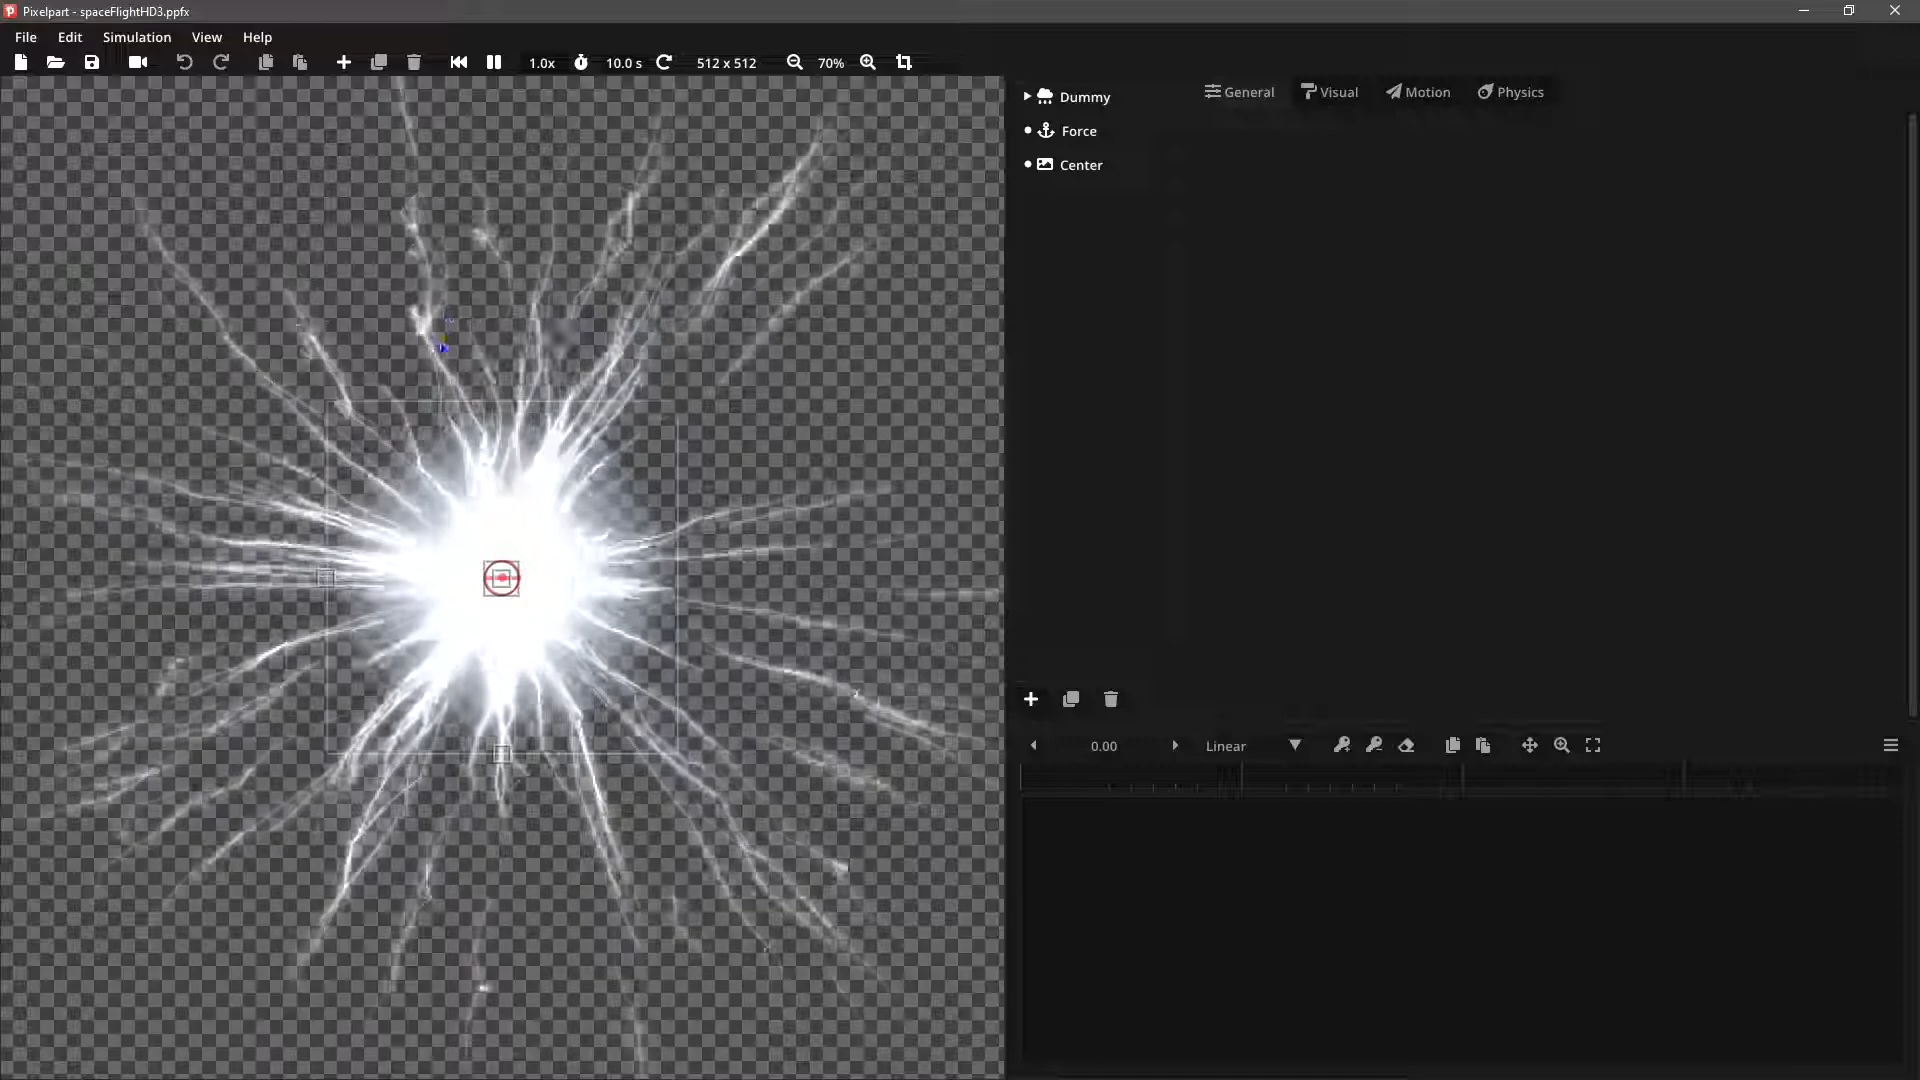 Pixelpart - spaceFlightHD3.ppfx
File Edit Simulation View Help
1.0x 10.0 s 512 x 512 70%
Dummy
Force
Center
General Visual Motion Physics
0.00 Linear